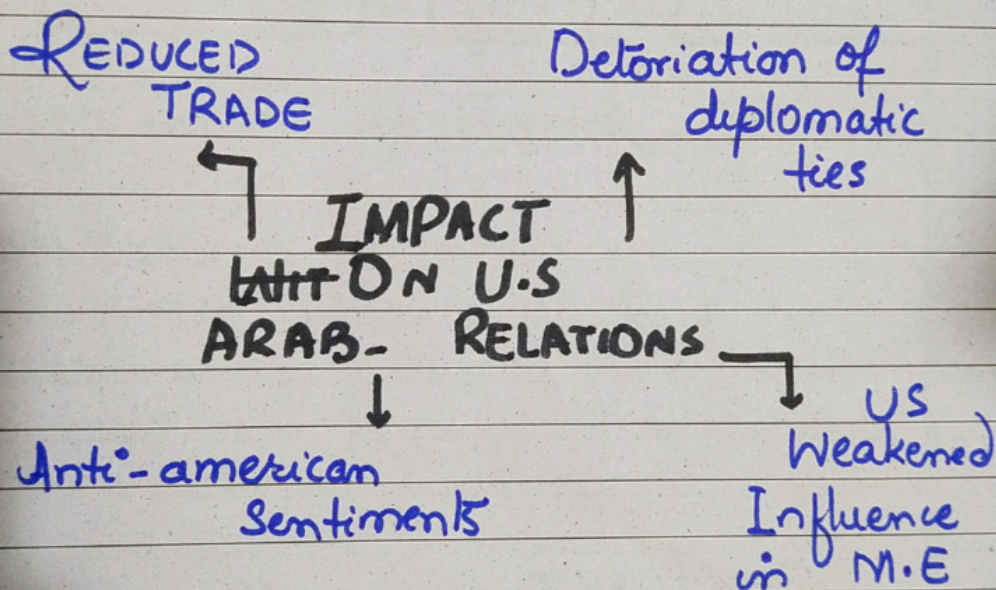 REDUCED
TRADE
Detoriation of
diplomatic
ties
IMPACT
ON U.S
ARAB- RELATIONS
Anti-american
Sentiments
US
Weakened
Influence
in M.E